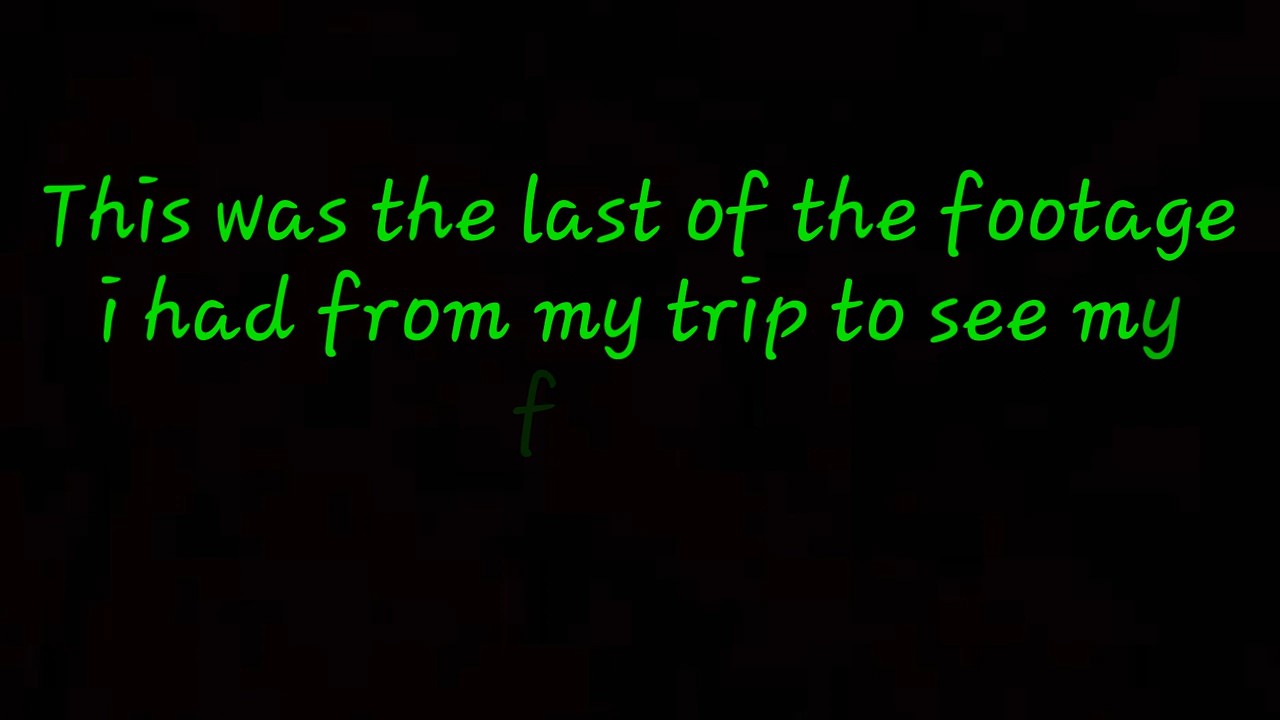 This was the last of the footage
i had from my trip to see my
f